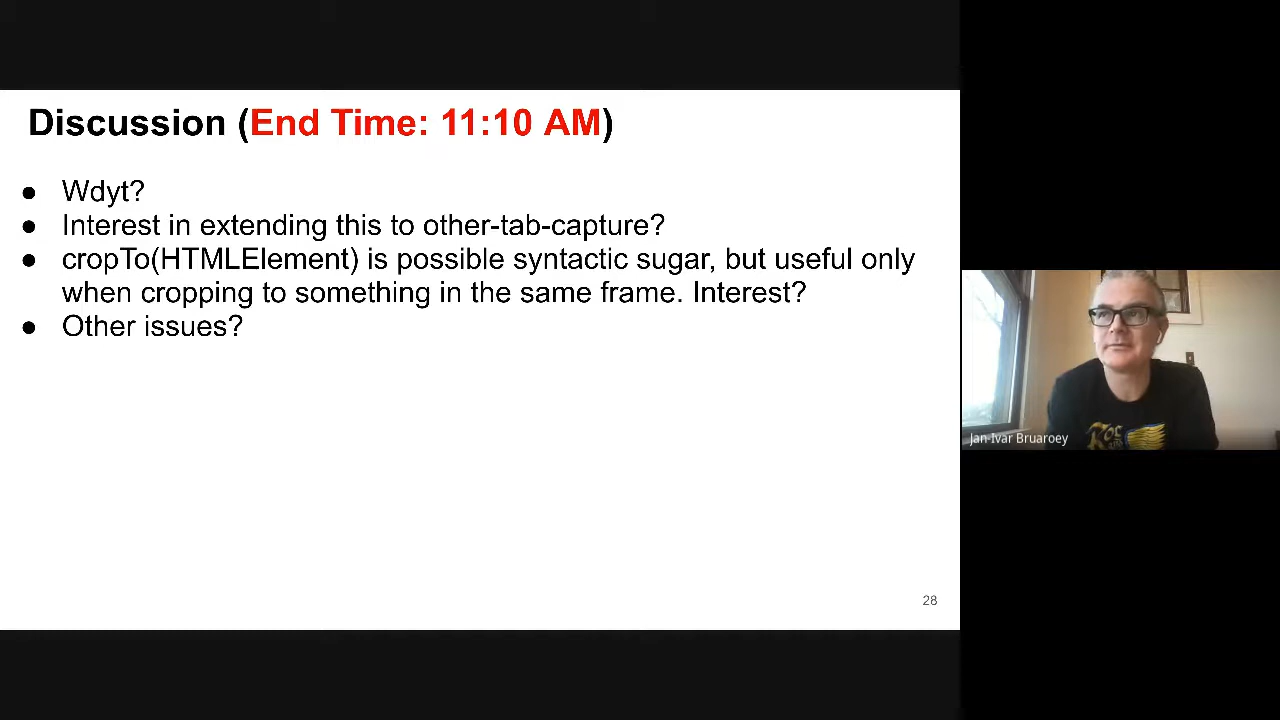 Discussion (End Time: 11:10 AM)
● Wdyt?
● Interest in extending this to other-tab-capture?
● cropTo(HTMLElement) is possible syntactic sugar, but useful only
when cropping to something in the same frame. Interest?
● Other issues?
28
Jan-Ivar Bruaroey